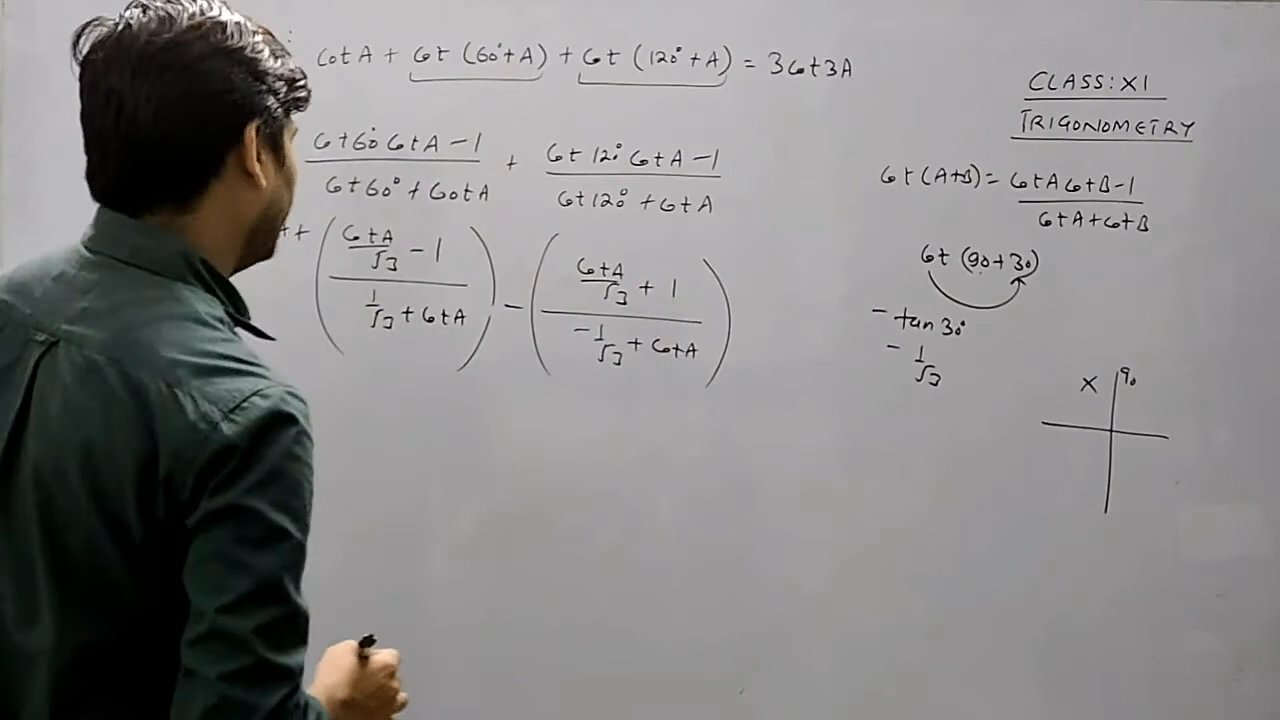 cotA + cot (60°+A) + cot (120°+A) = 3cot3A
cot60° cotA - 1 / cot60° + cotA + cot120° cotA - 1 / cot120° + cotA
+ ( cotA/√3 - 1 / 1/√3 + cotA ) - ( cotA/√3 + 1 / -1/√3 + cotA )
CLASS: XI
TRIGONOMETRY
cot(A+B) = cotA cotB - 1 / cotA + cotB
cot (90+30)
- tan 30°
- 1/√3
X 90